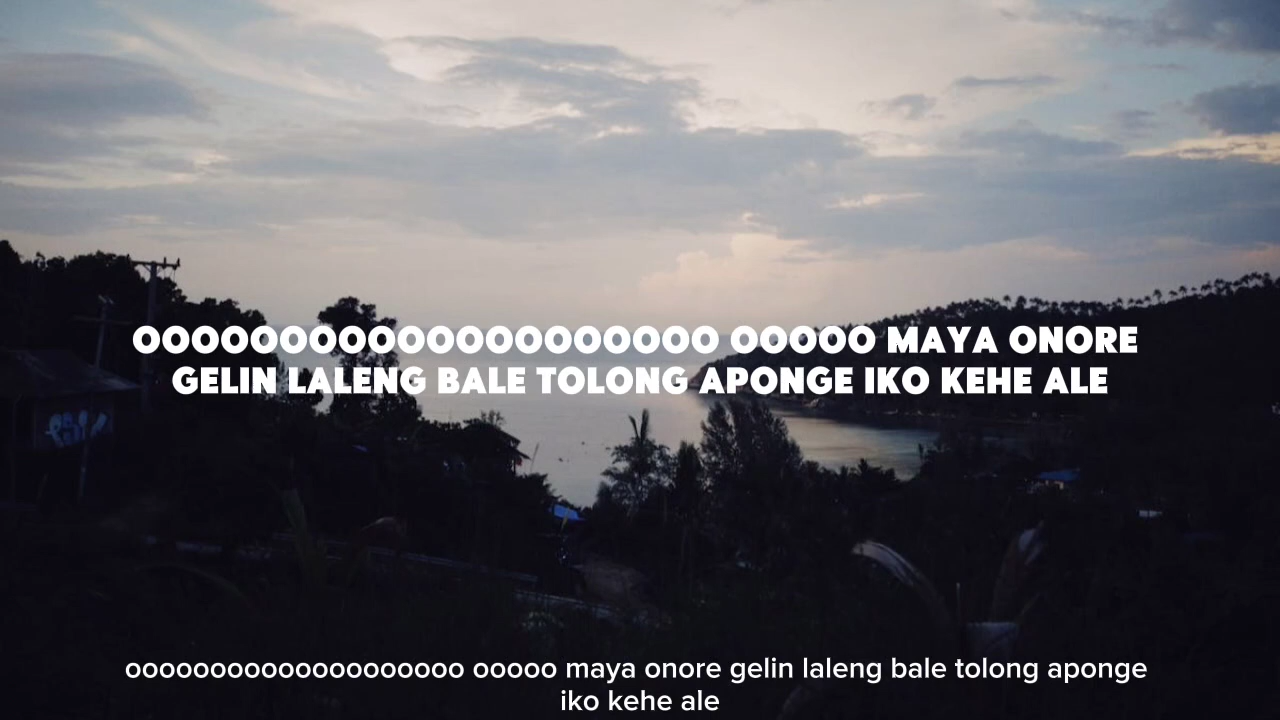 OOOOOOOOOOOOOOOOOOOO OOOOO MAYA ONORE
GELIN LALENG BALE TOLONG APONGE IKO KEHE ALE
oooooooooooooooooooo ooooo maya onore gelin laleng bale tolong aponge
iko kehe ale